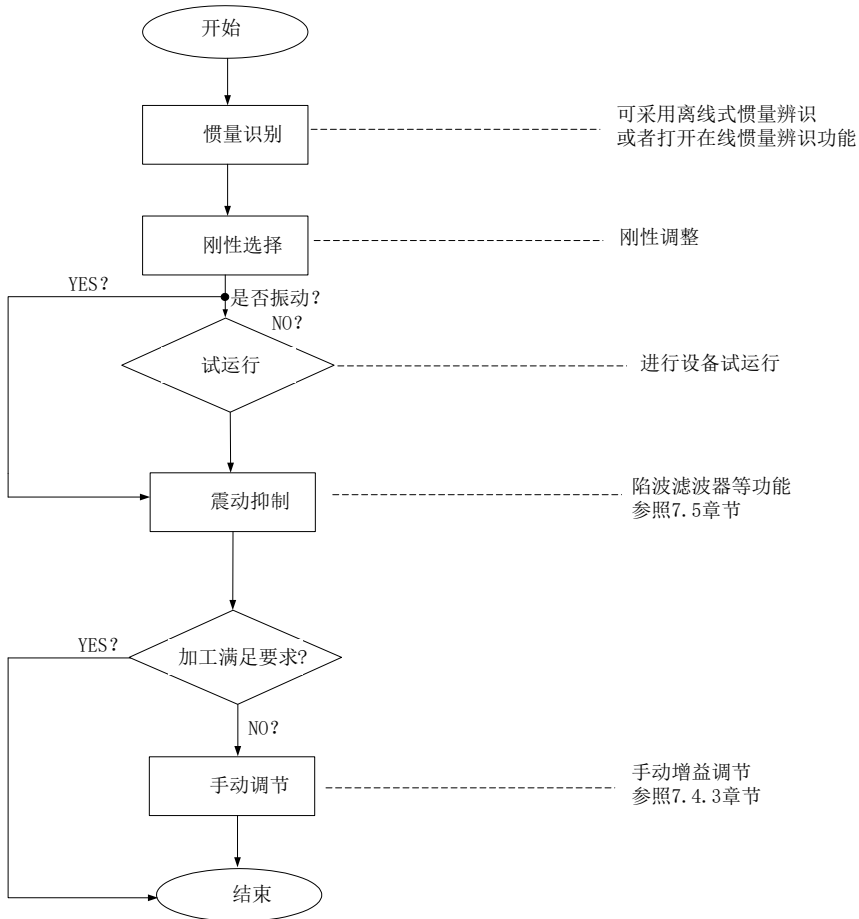 开始
惯量识别
可采用离线式惯量辨识
或者打开在线惯量辨识功能
刚性选择
刚性调整
YES?
是否振动?
NO?
试运行
进行设备试运行
震动抑制
陷波滤波器等功能
参照7.5章节
YES?
加工满足要求?
NO?
手动调节
手动增益调节
参照7.4.3章节
结束